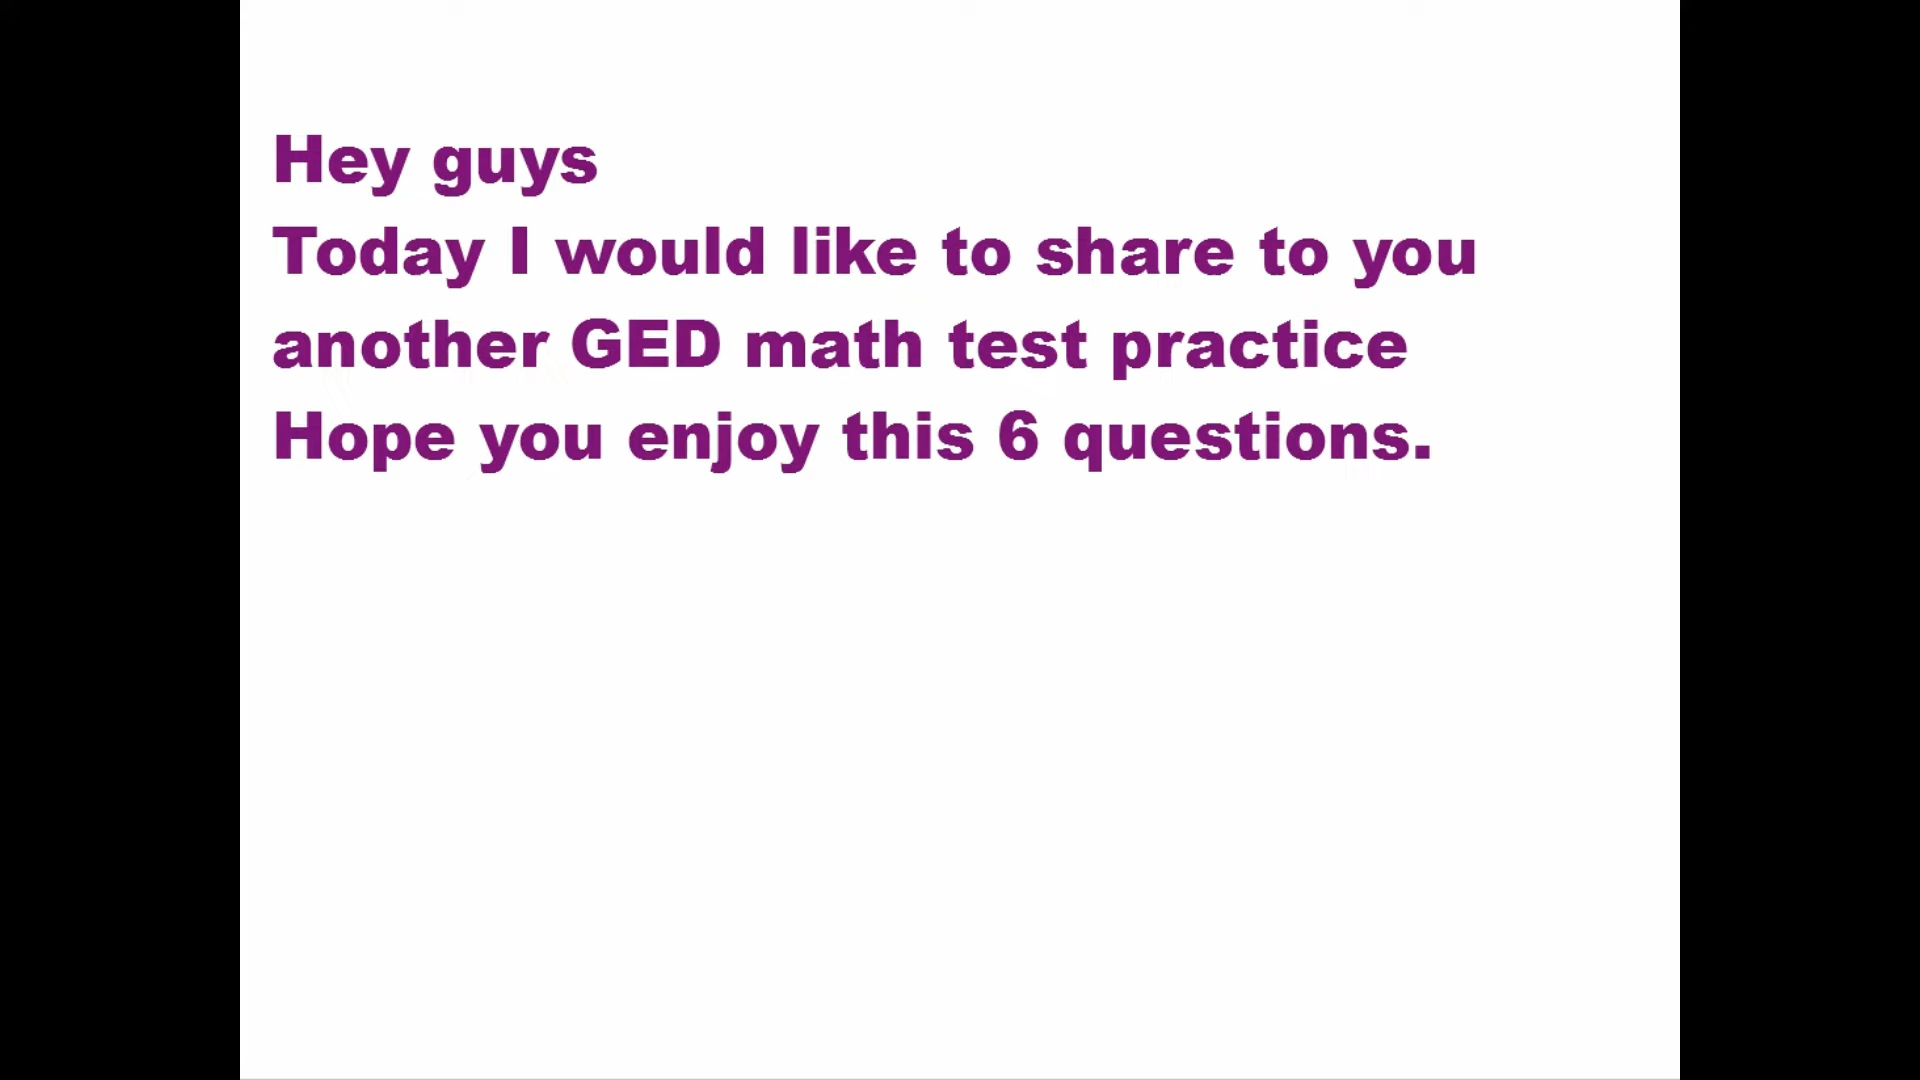 Hey guys
Today I would like to share to you
another GED math test practice
Hope you enjoy this 6 questions.